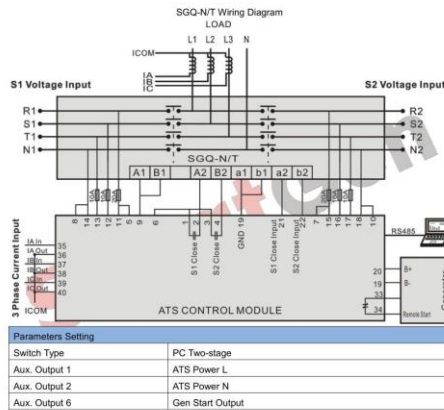 SGQ-N/T Wiring Diagram
LOAD
L1 L2 L3 N
ICOM
IA
IB
IC
S1 Voltage Input
S2 Voltage Input
R1
S1
T1
N1
R2
S2
T2
N2
SGQ-N/T
A1 B1 A2 B2 a1 b1 a2 b2
8 14 13 12 11 5 9 6 2 3 4 GND 19 21 22 7 15 16 17 18 10
S1 Close
S2 Close
S1 Close Input
S2 Close Input
RS485
3 Phase Current Input
IA In 35
IA Out 36
IB In 37
IB Out 38
IC In 39
IC Out 40
ICOM
ATS CONTROL MODULE
20 B+
19 B-
33
34 Remote Start
Parameters Setting
Switch Type PC Two-stage
Aux. Output 1 ATS Power L
Aux. Output 2 ATS Power N
Aux. Output 6 Gen Start Output